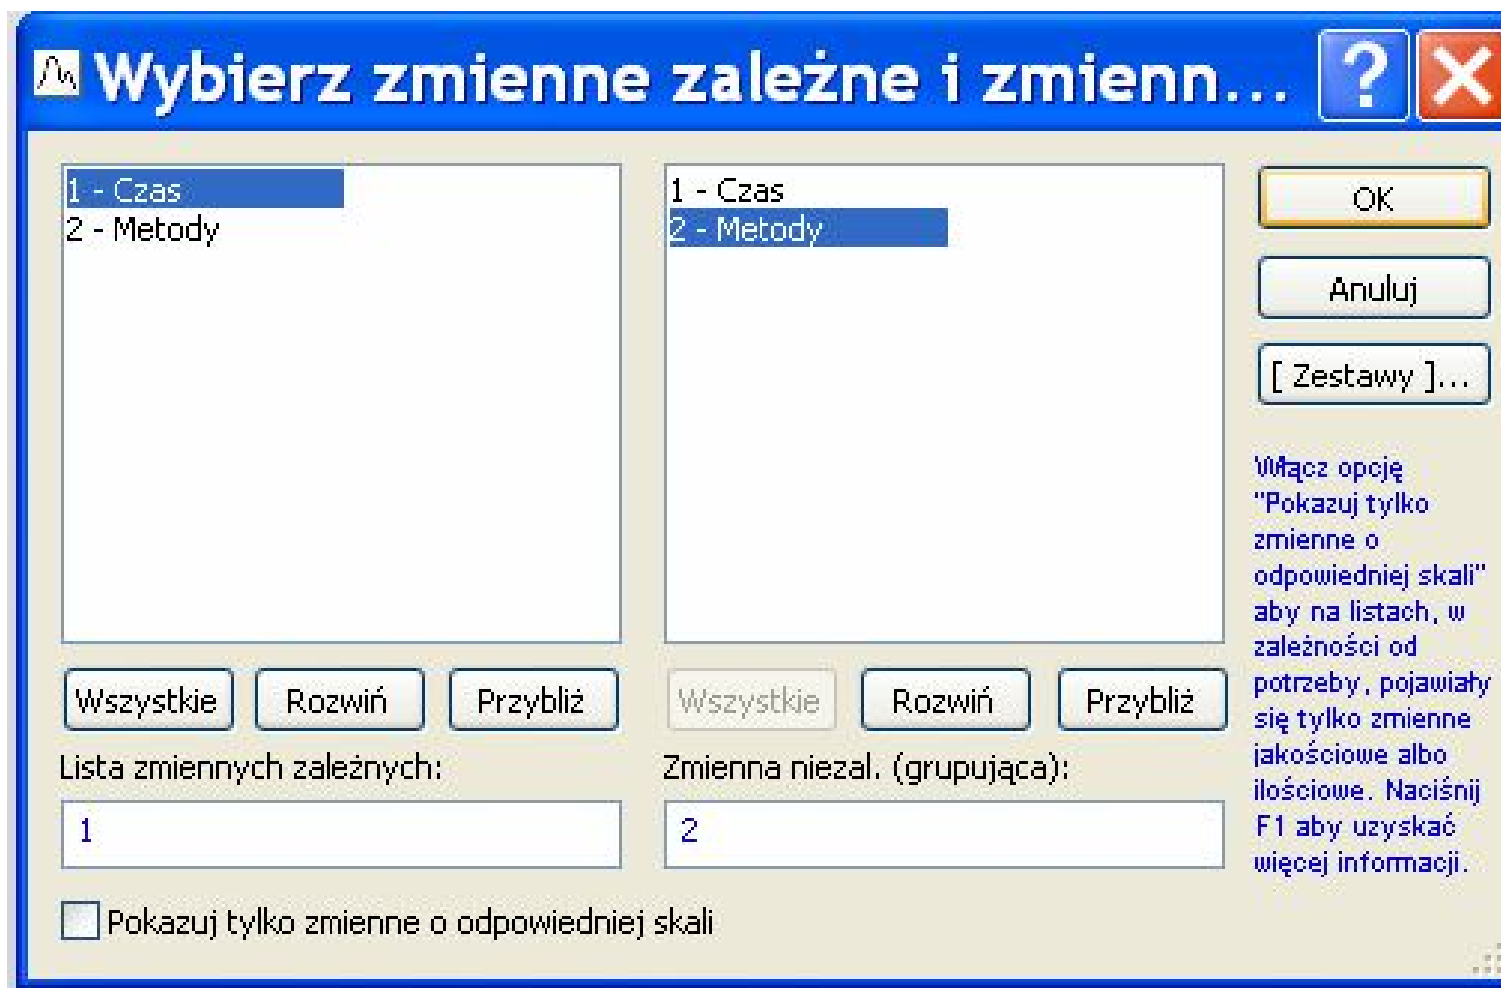 Wybierz zmienne zależne i zmienn...
1 - Czas
2 - Metody
1 - Czas
2 - Metody
OK
Anuluj
[ Zestawy ]...
Włącz opcję
"Pokazuj tylko
zmienne o
odpowiedniej skali"
aby na listach, w
zależności od
potrzeby, pojawiały
się tylko zmienne
jakościowe albo
ilościowe. Naciśnij
F1 aby uzyskać
więcej informacji.
Wszystkie Rozwiń Przybliż
Wszystkie Rozwiń Przybliż
Lista zmiennych zależnych:
1
Zmienna niezal. (grupująca):
2
Pokazuj tylko zmienne o odpowiedniej skali